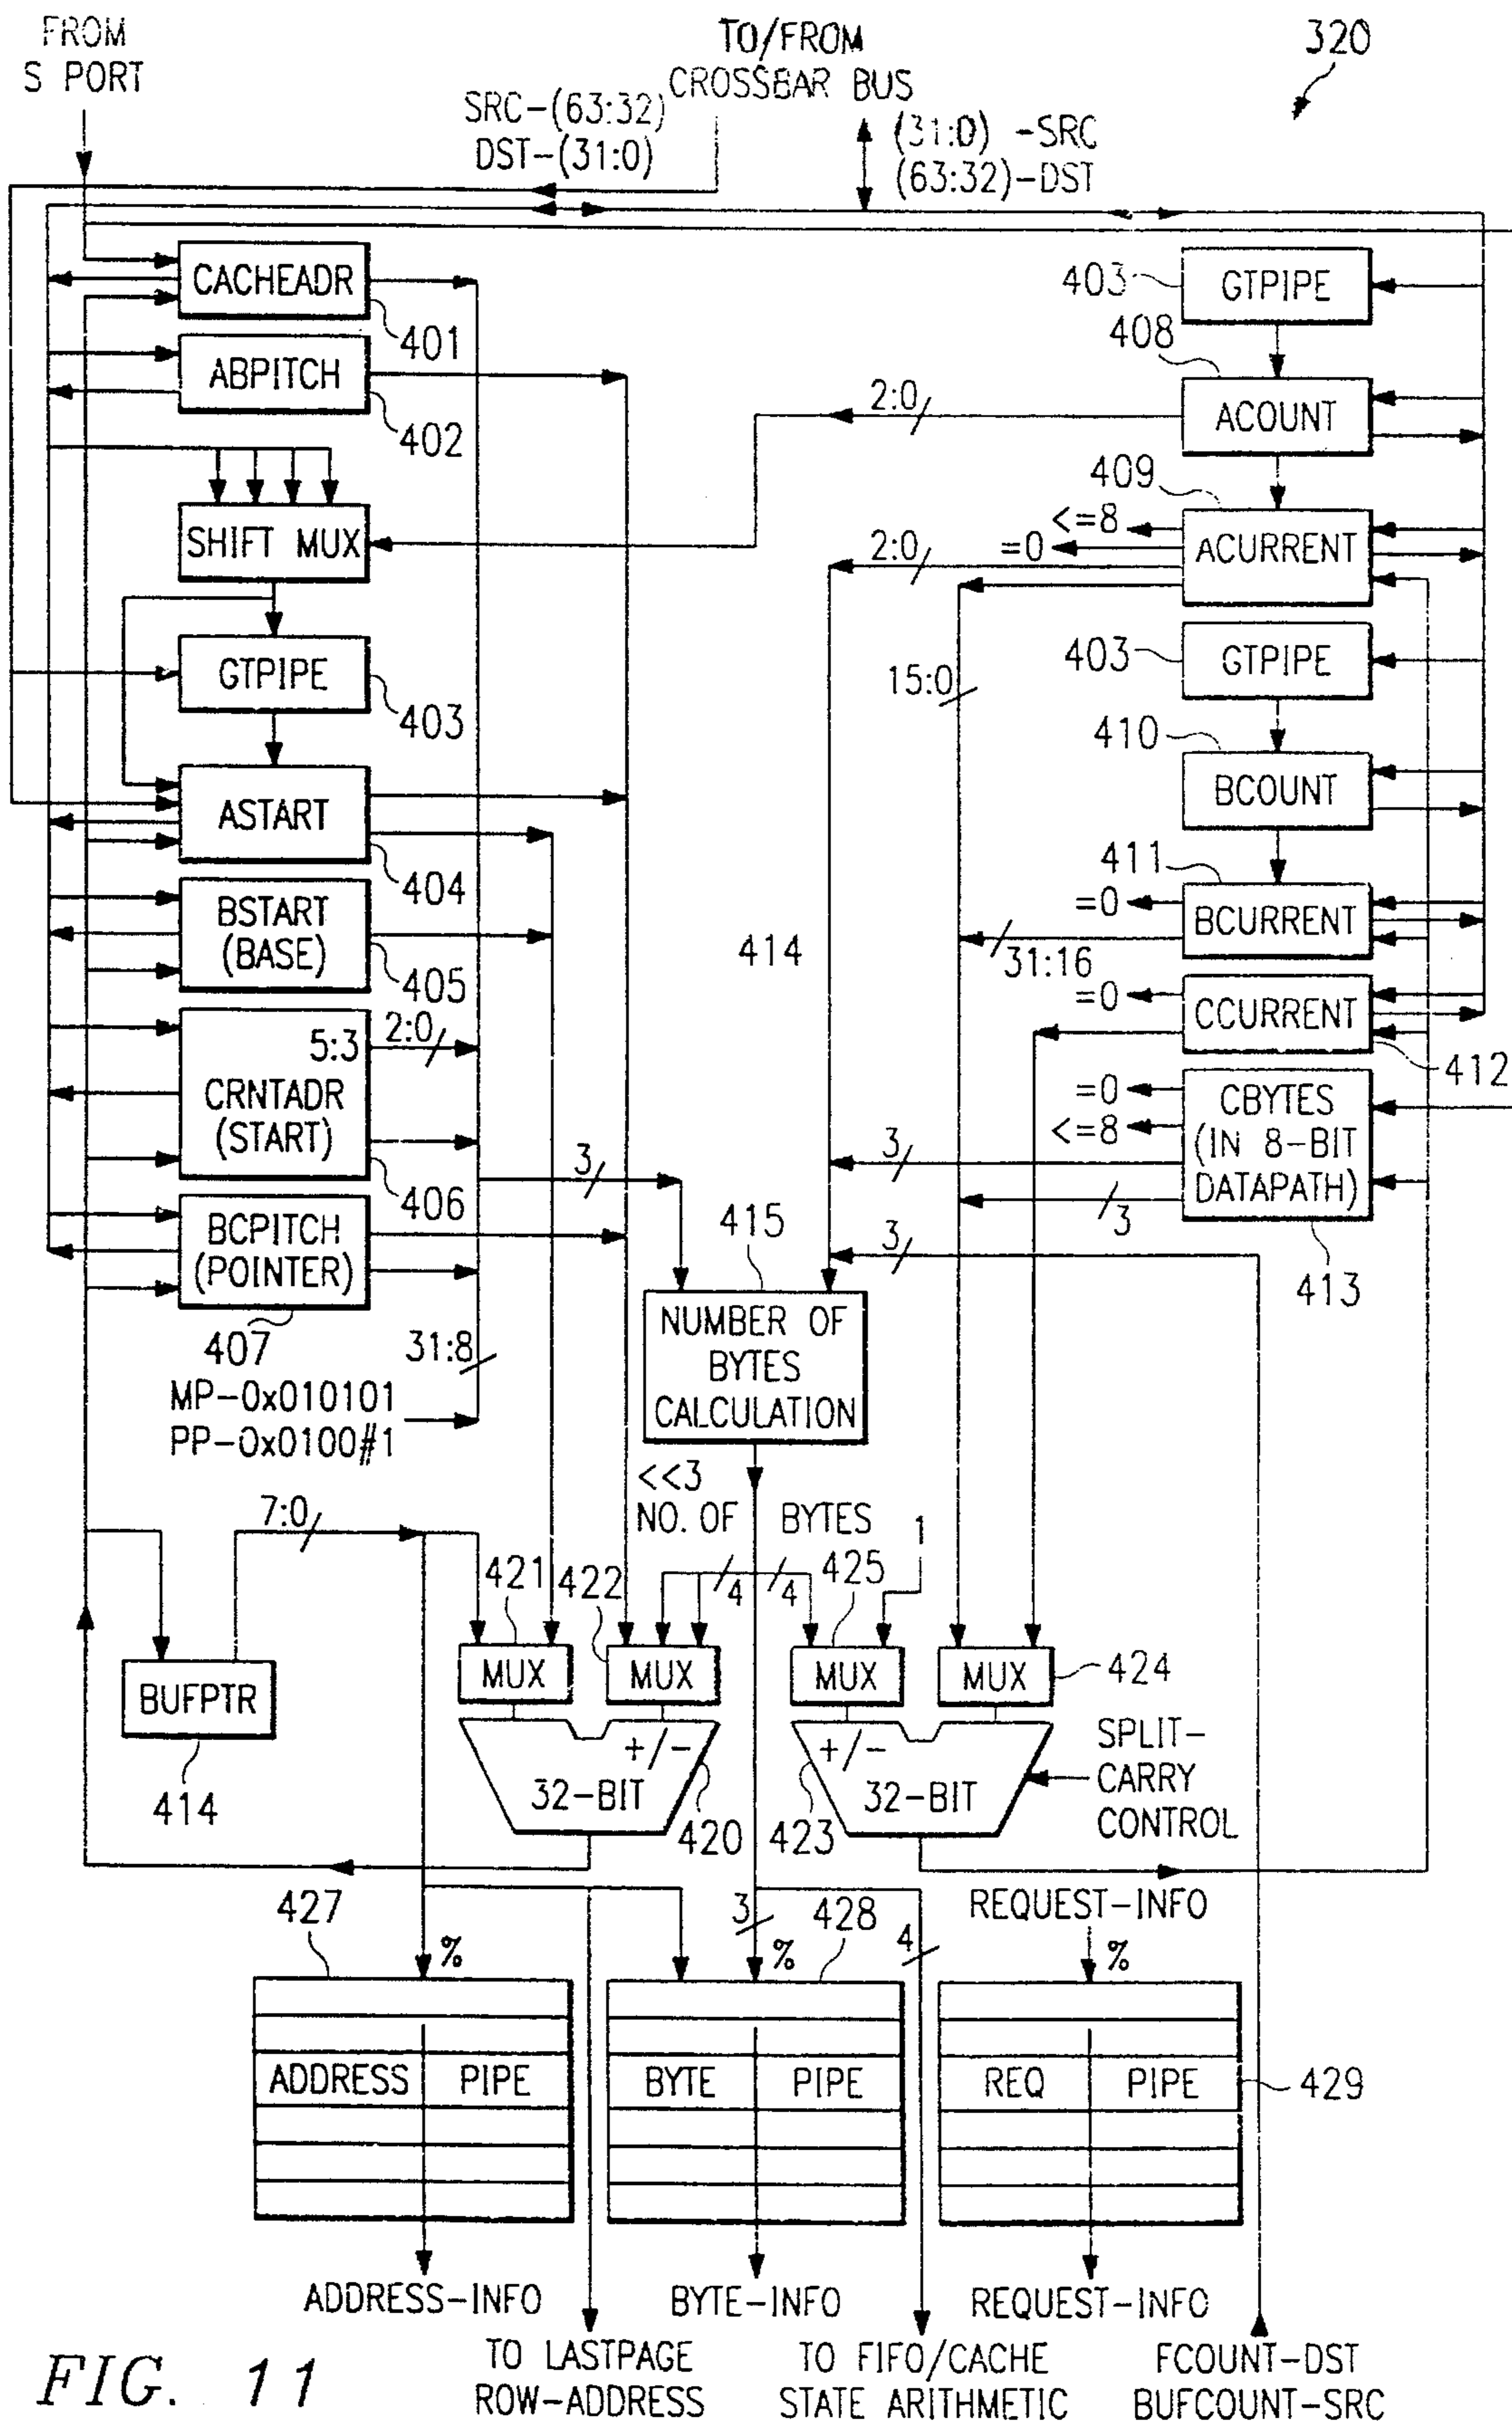 FROM
S PORT
TO/FROM
CROSSBAR BUS
320
SRC-(63:32)
DST-(31:0)
(31:0) -SRC
(63:32)-DST
CACHEADR
401
ABPITCH
402
SHIFT MUX
GTPIPE
403
ASTART
404
BSTART
(BASE)
405
5:3
2:0
CRNTADR
(START)
406
BCPITCH
(POINTER)
407
MP-0x010101
PP-0x0100#1
31:8
403
GTPIPE
408
2:0
ACOUNT
409
<=8
=0
2:0
ACURRENT
403
GTPIPE
15:0
410
BCOUNT
411
=0
BCURRENT
414
31:16
=0
CCURRENT
412
=0
<=8
CBYTES
(IN 8-BIT
DATAPATH)
413
3
3
3
3
415
NUMBER OF
BYTES
CALCULATION
<<3
NO. OF BYTES
7:0
421
422
4
4
425
1
MUX
MUX
MUX
MUX
424
BUFPTR
414
+/-
32-BIT
420
+/-
32-BIT
423
SPLIT-
CARRY
CONTROL
427
%
3
428
%
4
REQUEST-INFO
%
ADDRESS PIPE
BYTE PIPE
REQ PIPE
429
ADDRESS-INFO
BYTE-INFO
REQUEST-INFO
TO LASTPAGE
ROW-ADDRESS
TO FIFO/CACHE
STATE ARITHMETIC
FCOUNT-DST
BUFCOUNT-SRC
FIG. 11